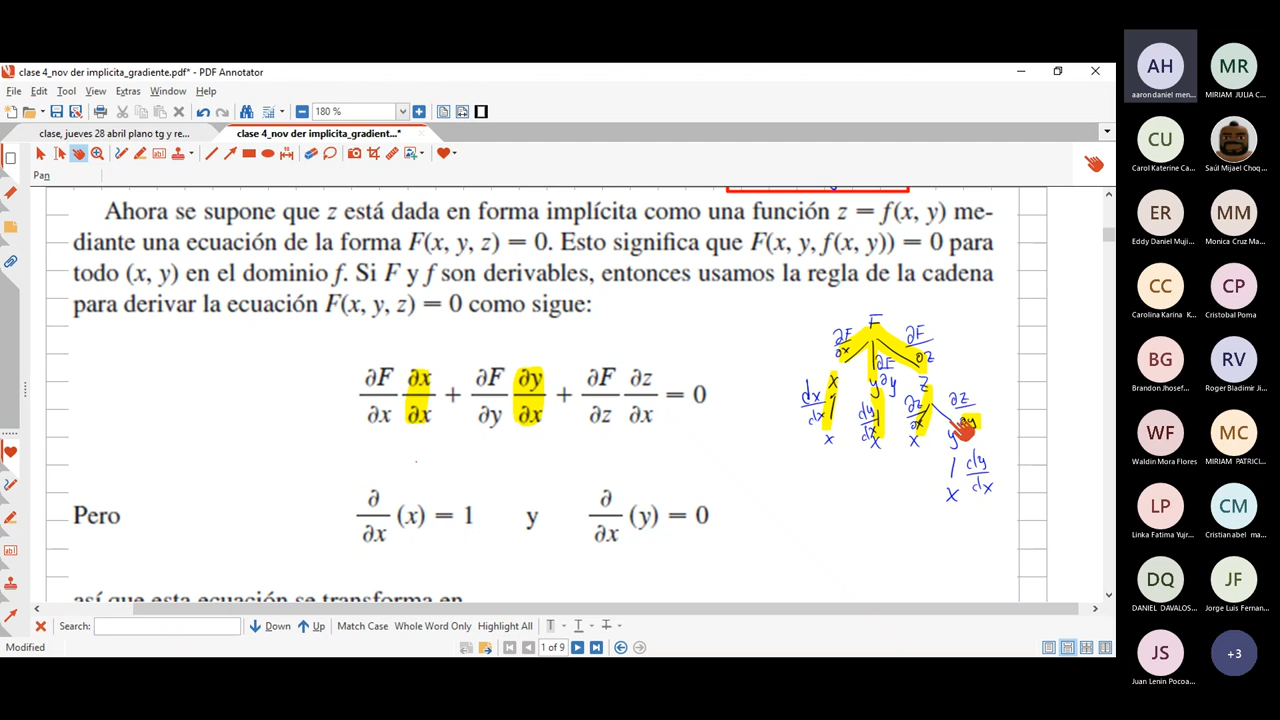 clase 4_nov der implicita_gradiente.pdf* - PDF Annotator
File Edit Tool View Extras Window Help
180 %
clase, jueves 28 abril plano tg y re...
clase 4_nov der implicita_gradient...*
Pan
Ahora se supone que z está dada en forma implícita como una función z = f(x, y) me-
diante una ecuación de la forma F(x, y, z) = 0. Esto significa que F(x, y, f(x, y)) = 0 para
todo (x, y) en el dominio f. Si F y f son derivables, entonces usamos la regla de la cadena
para derivar la ecuación F(x, y, z) = 0 como sigue:
∂F/∂x ∂x/∂x + ∂F/∂y ∂y/∂x + ∂F/∂z ∂z/∂x = 0
F
∂F/∂x ∂F/∂y ∂F/∂z
x y z
dx/dx dy/dx ∂z/∂x ∂z/∂y
x x x y
dy/dx
x
Pero ∂/∂x (x) = 1 y ∂/∂x (y) = 0
así que esta ecuación se transforma en
Search: Down Up Match Case Whole Word Only Highlight All
Modified
1 of 9
AH
aaron daniel men...
MR
MIRIAM JULIA C...
CU
Carol Katerine Ca...
Saúl Mijael Choq...
ER
Eddy Daniel Muji...
MM
Monica Cruz Ma...
CC
Carolina Karina K...
CP
Cristobal Poma
BG
Brandon Jhosef...
RV
Roger Bladimir Ji...
WF
Waldin Mora Flores
MC
MIRIAM PATRICI...
LP
Linka Fatima Yujr...
CM
Cristian abel ma...
DQ
DANIEL DAVALOS...
JF
Jorge Luis Fernan...
JS
Juan Lenin Pocoa...
+3